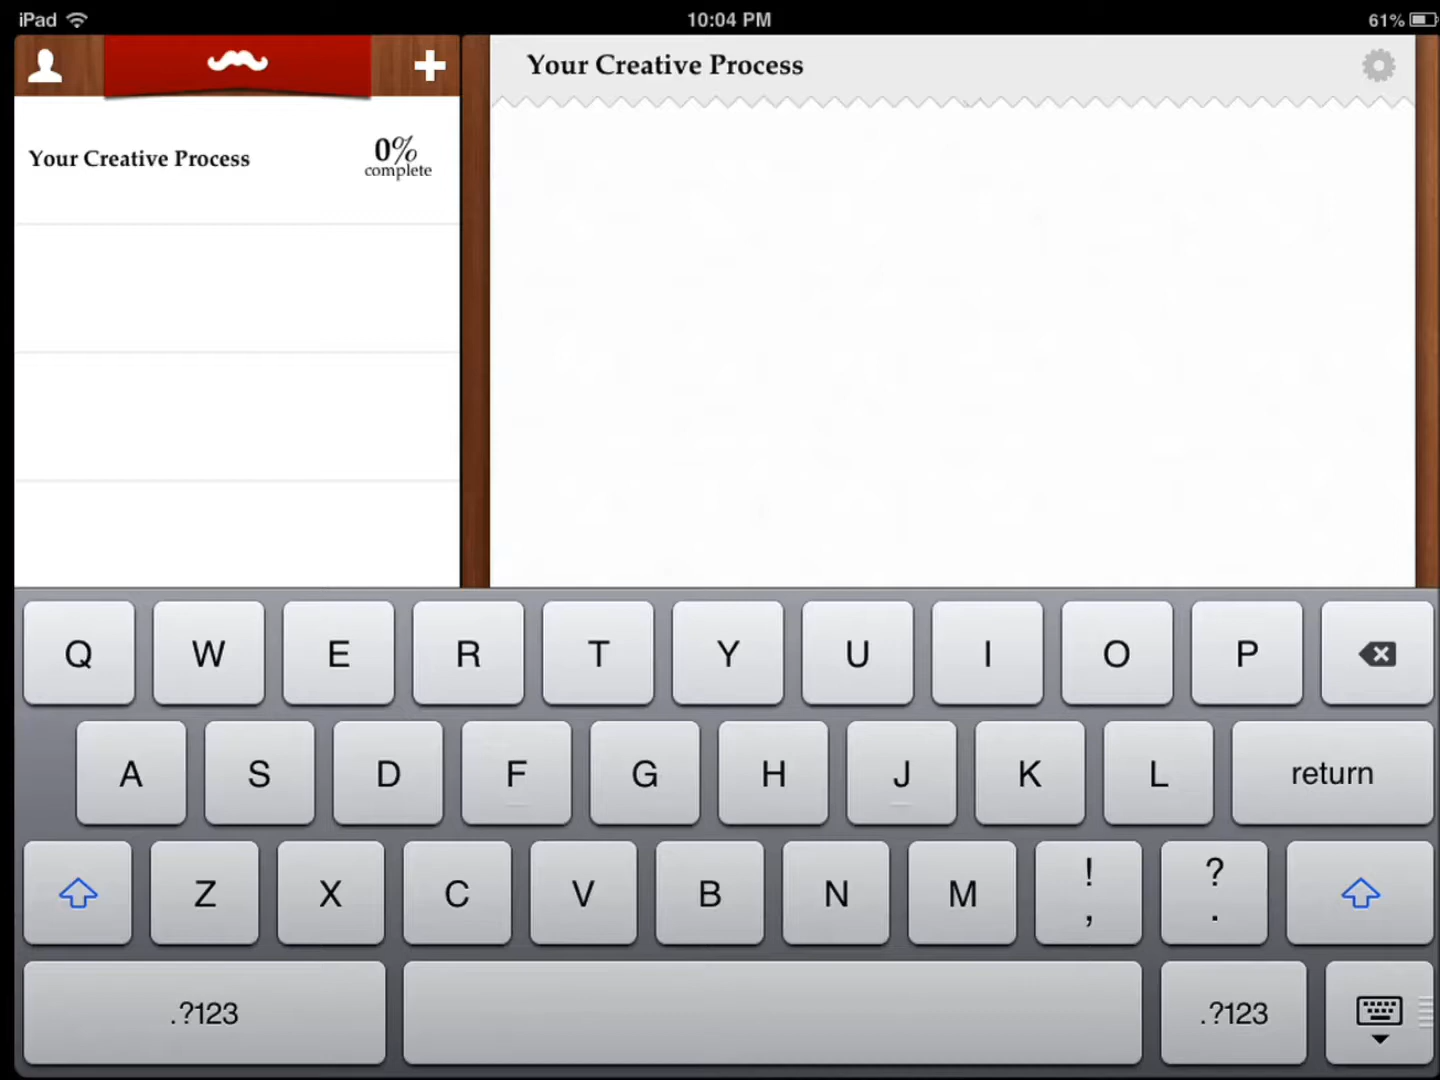 iPad 10:04 PM 61%
Your Creative Process
Your Creative Process 0%
complete
Q W E R T Y U I O P
A S D F G H J K L return
Z X C V B N M ! , ? .
.?123 .?123